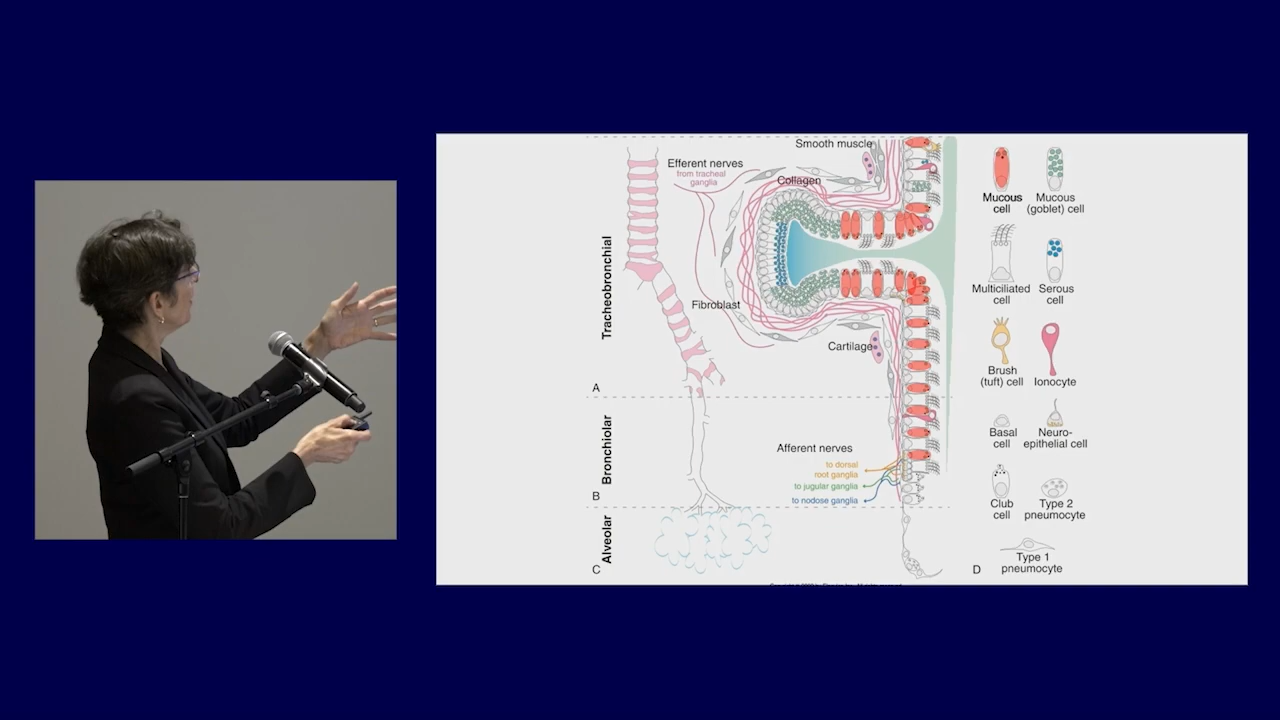 Smooth muscle
Efferent nerves
from tracheal
ganglia
Collagen
Tracheobronchial
Fibroblast
Cartilage
A
Bronchiolar
Afferent nerves
to dorsal
root ganglia
to jugular ganglia
to nodose ganglia
B
Alveolar
C
Mucous
cell
Mucous
(goblet) cell
Multiciliated
cell
Serous
cell
Brush
(tuft) cell
Ionocyte
Basal
cell
Neuro-
epithelial cell
Club
cell
Type 2
pneumocyte
Type 1
pneumocyte
D